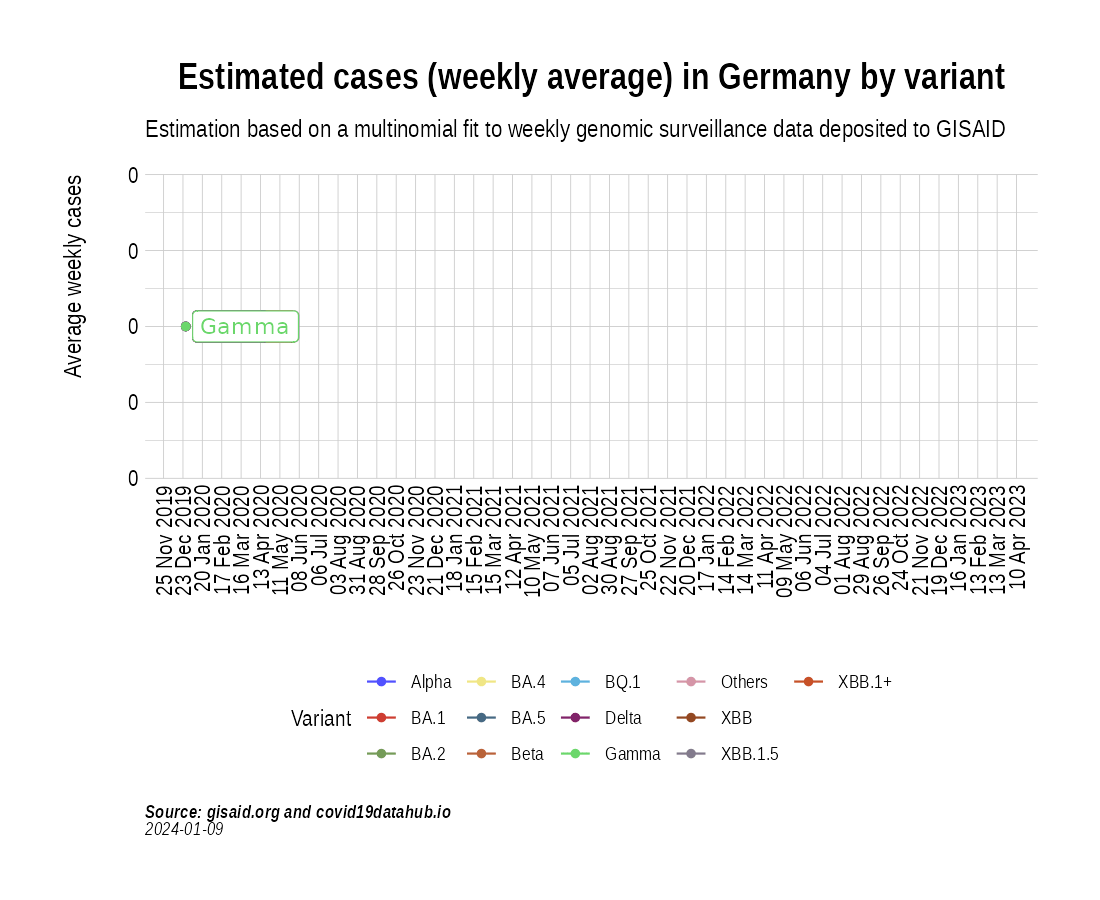 Estimated cases (weekly average) in Germany by variant
Estimation based on a multinomial fit to weekly genomic surveillance data deposited to GISAID
Average weekly cases
0
0
0
0
0
Gamma
25 Nov 2019
23 Dec 2019
20 Jan 2020
17 Feb 2020
16 Mar 2020
13 Apr 2020
11 May 2020
08 Jun 2020
06 Jul 2020
03 Aug 2020
31 Aug 2020
28 Sep 2020
26 Oct 2020
23 Nov 2020
21 Dec 2020
18 Jan 2021
15 Feb 2021
15 Mar 2021
12 Apr 2021
10 May 2021
07 Jun 2021
05 Jul 2021
02 Aug 2021
30 Aug 2021
27 Sep 2021
25 Oct 2021
22 Nov 2021
20 Dec 2021
17 Jan 2022
14 Feb 2022
14 Mar 2022
11 Apr 2022
09 May 2022
06 Jun 2022
04 Jul 2022
01 Aug 2022
29 Aug 2022
26 Sep 2022
24 Oct 2022
21 Nov 2022
19 Dec 2022
16 Jan 2023
13 Feb 2023
13 Mar 2023
10 Apr 2023
Variant
Alpha BA.4 BQ.1 Others XBB.1+
BA.1 BA.5 Delta XBB
BA.2 Beta Gamma XBB.1.5
Source: gisaid.org and covid19datahub.io
2024-01-09